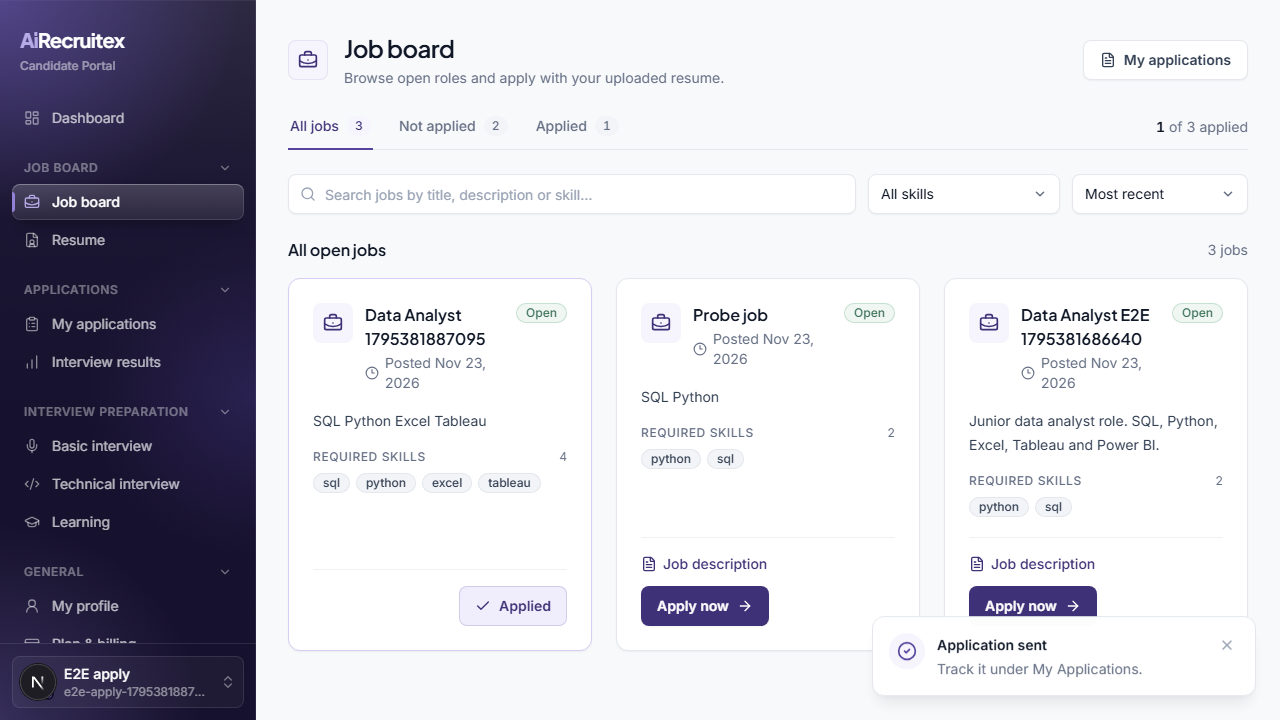 AiRecruitex
Candidate Portal
Dashboard
JOB BOARD
Job board
Resume
APPLICATIONS
My applications
Interview results
INTERVIEW PREPARATION
Basic interview
Technical interview
Learning
GENERAL
My profile
Plan & billing
N
E2E apply
e2e-apply-1795381887...
Job board
Browse open roles and apply with your uploaded resume.
My applications
All jobs 3
Not applied 2
Applied 1
1 of 3 applied
Search jobs by title, description or skill...
All skills
Most recent
All open jobs
3 jobs
Data Analyst
1795381887095
Open
Posted Nov 23,
2026
SQL Python Excel Tableau
REQUIRED SKILLS 4
sql python excel tableau
Applied
Probe job
Open
Posted Nov 23,
2026
SQL Python
REQUIRED SKILLS 2
python sql
Job description
Apply now
Data Analyst E2E
1795381686640
Open
Posted Nov 23,
2026
Junior data analyst role. SQL, Python,
Excel, Tableau and Power BI.
REQUIRED SKILLS 2
python sql
Job description
Apply now
Application sent
Track it under My Applications.